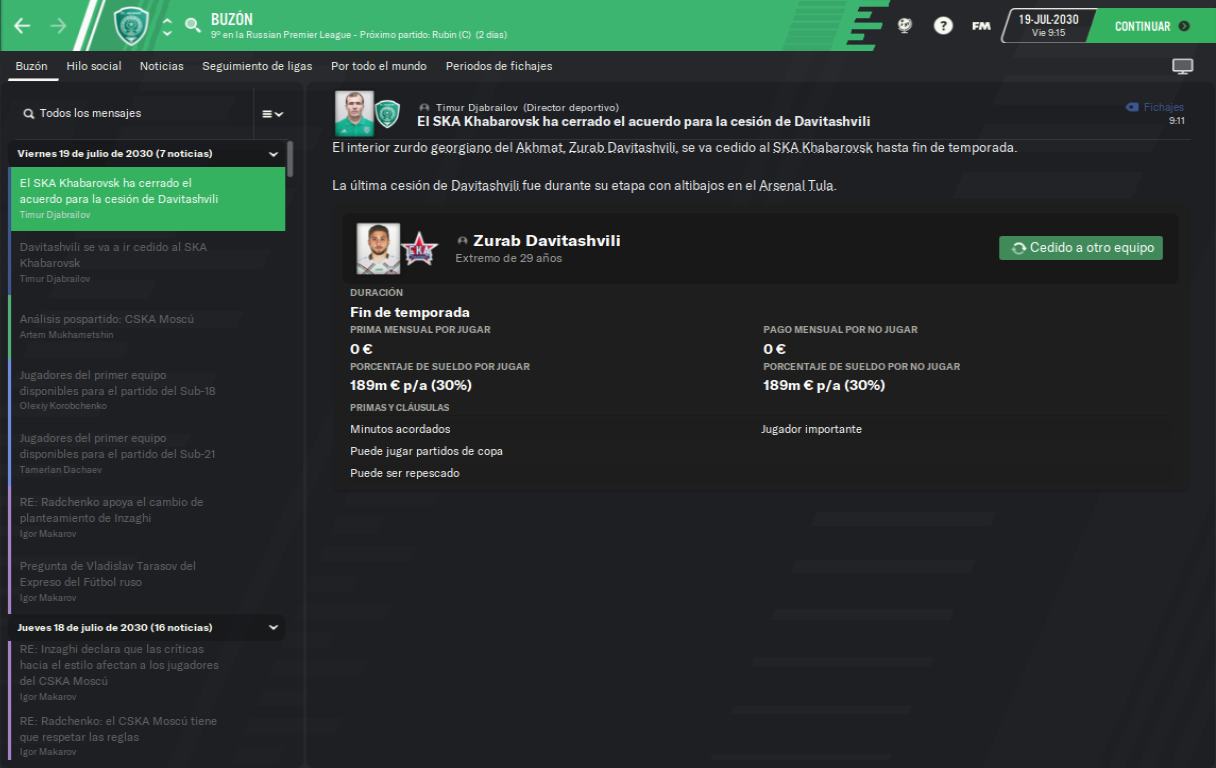 BUZÓN
9º en la Russian Premier League - Próximo partido: Rubin (C) (2 días)
?
FM
19-JUL-2030
Vie 9:15
CONTINUAR
Buzón
Hilo social
Noticias
Seguimiento de ligas
Por todo el mundo
Periodos de fichajes
Todos los mensajes
Viernes 19 de julio de 2030 (7 noticias)
El SKA Khabarovsk ha cerrado el
acuerdo para la cesión de Davitashvili
Timur Djabrailov
Davitashvili se va a ir cedido al SKA
Khabarovsk
Timur Djabrailov
Análisis pospartido: CSKA Moscú
Artem Mukhametshin
Jugadores del primer equipo
disponibles para el partido del Sub-18
Olexiy Korobchenko
Jugadores del primer equipo
disponibles para el partido del Sub-21
Tamerlan Dachaev
RE: Radchenko apoya el cambio de
planteamiento de Inzaghi
Igor Makarov
Pregunta de Vladislav Tarasov del
Expreso del Fútbol ruso
Igor Makarov
Jueves 18 de julio de 2030 (16 noticias)
RE: Inzaghi declara que las críticas
hacia el estilo afectan a los jugadores
del CSKA Moscú
Igor Makarov
RE: Radchenko: el CSKA Moscú tiene
que respetar las reglas
Igor Makarov
Timur Djabrailov (Director deportivo)
El SKA Khabarovsk ha cerrado el acuerdo para la cesión de Davitashvili
Fichajes
9:11
El interior zurdo georgiano del Akhmat, Zurab Davitashvili, se va cedido al SKA Khabarovsk hasta fin de temporada.
La última cesión de Davitashvili fue durante su etapa con altibajos en el Arsenal Tula.
Zurab Davitashvili
Extremo de 29 años
Cedido a otro equipo
DURACIÓN
Fin de temporada
PRIMA MENSUAL POR JUGAR
PAGO MENSUAL POR NO JUGAR
0 €
0 €
PORCENTAJE DE SUELDO POR JUGAR
PORCENTAJE DE SUELDO POR NO JUGAR
189m € p/a (30%)
189m € p/a (30%)
PRIMAS Y CLÁUSULAS
Minutos acordados
Jugador importante
Puede jugar partidos de copa
Puede ser repescado